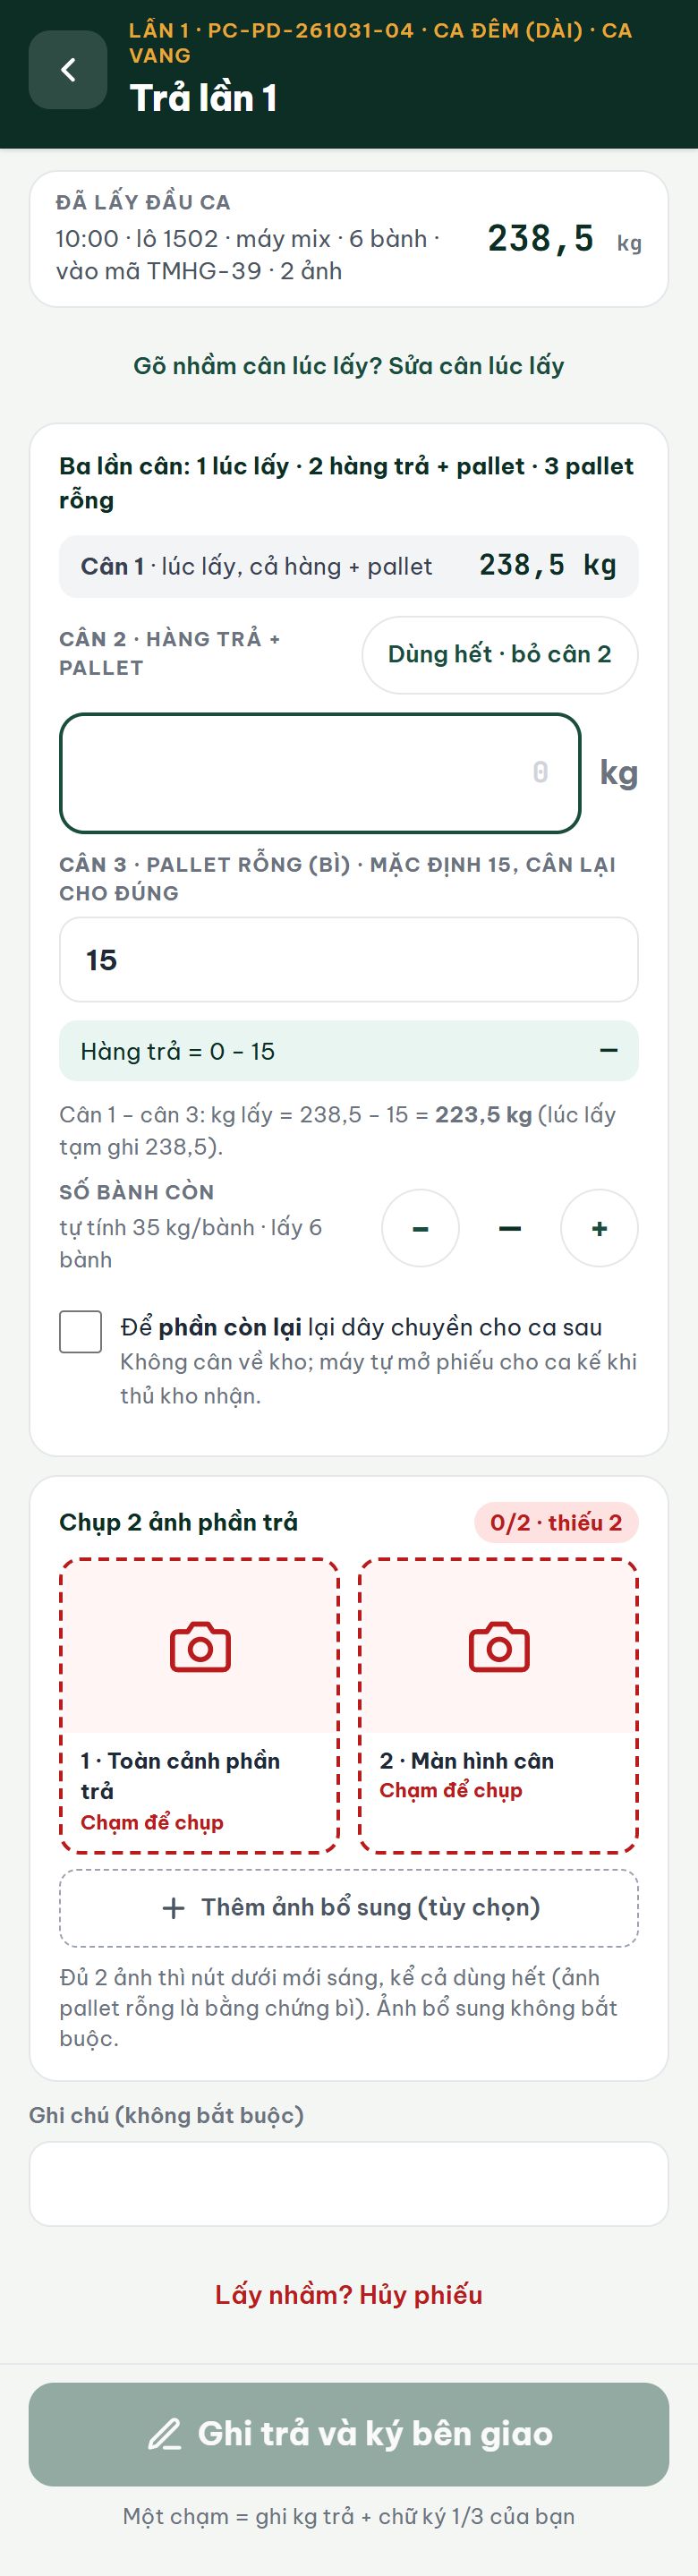 LẦN 1 · PC-PD-261031-04 · CA ĐÊM (DÀI) · CA
VANG
Trả lần 1
ĐÃ LẤY ĐẦU CA
10:00 · lô 1502 · máy mix · 6 bành ·
vào mã TMHG-39 · 2 ảnh
238,5 kg
Gõ nhầm cân lúc lấy? Sửa cân lúc lấy
Ba lần cân: 1 lúc lấy · 2 hàng trả + pallet · 3 pallet
rỗng
Cân 1 · lúc lấy, cả hàng + pallet 238,5 kg
CÂN 2 · HÀNG TRẢ +
PALLET
Dùng hết · bỏ cân 2
0 kg
CÂN 3 · PALLET RỖNG (BÌ) · MẶC ĐỊNH 15, CÂN LẠI
CHO ĐÚNG
15
Hàng trả = 0 − 15 —
Cân 1 − cân 3: kg lấy = 238,5 − 15 = 223,5 kg (lúc lấy
tạm ghi 238,5).
SỐ BÀNH CÒN
tự tính 35 kg/bành · lấy 6
bành
− — +
Để phần còn lại lại dây chuyền cho ca sau
Không cân về kho; máy tự mở phiếu cho ca kế khi
thủ kho nhận.
Chụp 2 ảnh phần trả 0/2 · thiếu 2
1 · Toàn cảnh phần
trả
Chạm để chụp
2 · Màn hình cân
Chạm để chụp
+ Thêm ảnh bổ sung (tùy chọn)
Đủ 2 ảnh thì nút dưới mới sáng, kể cả dùng hết (ảnh
pallet rỗng là bằng chứng bì). Ảnh bổ sung không bắt
buộc.
Ghi chú (không bắt buộc)
Lấy nhầm? Hủy phiếu
Ghi trả và ký bên giao
Một chạm = ghi kg trả + chữ ký 1/3 của bạn